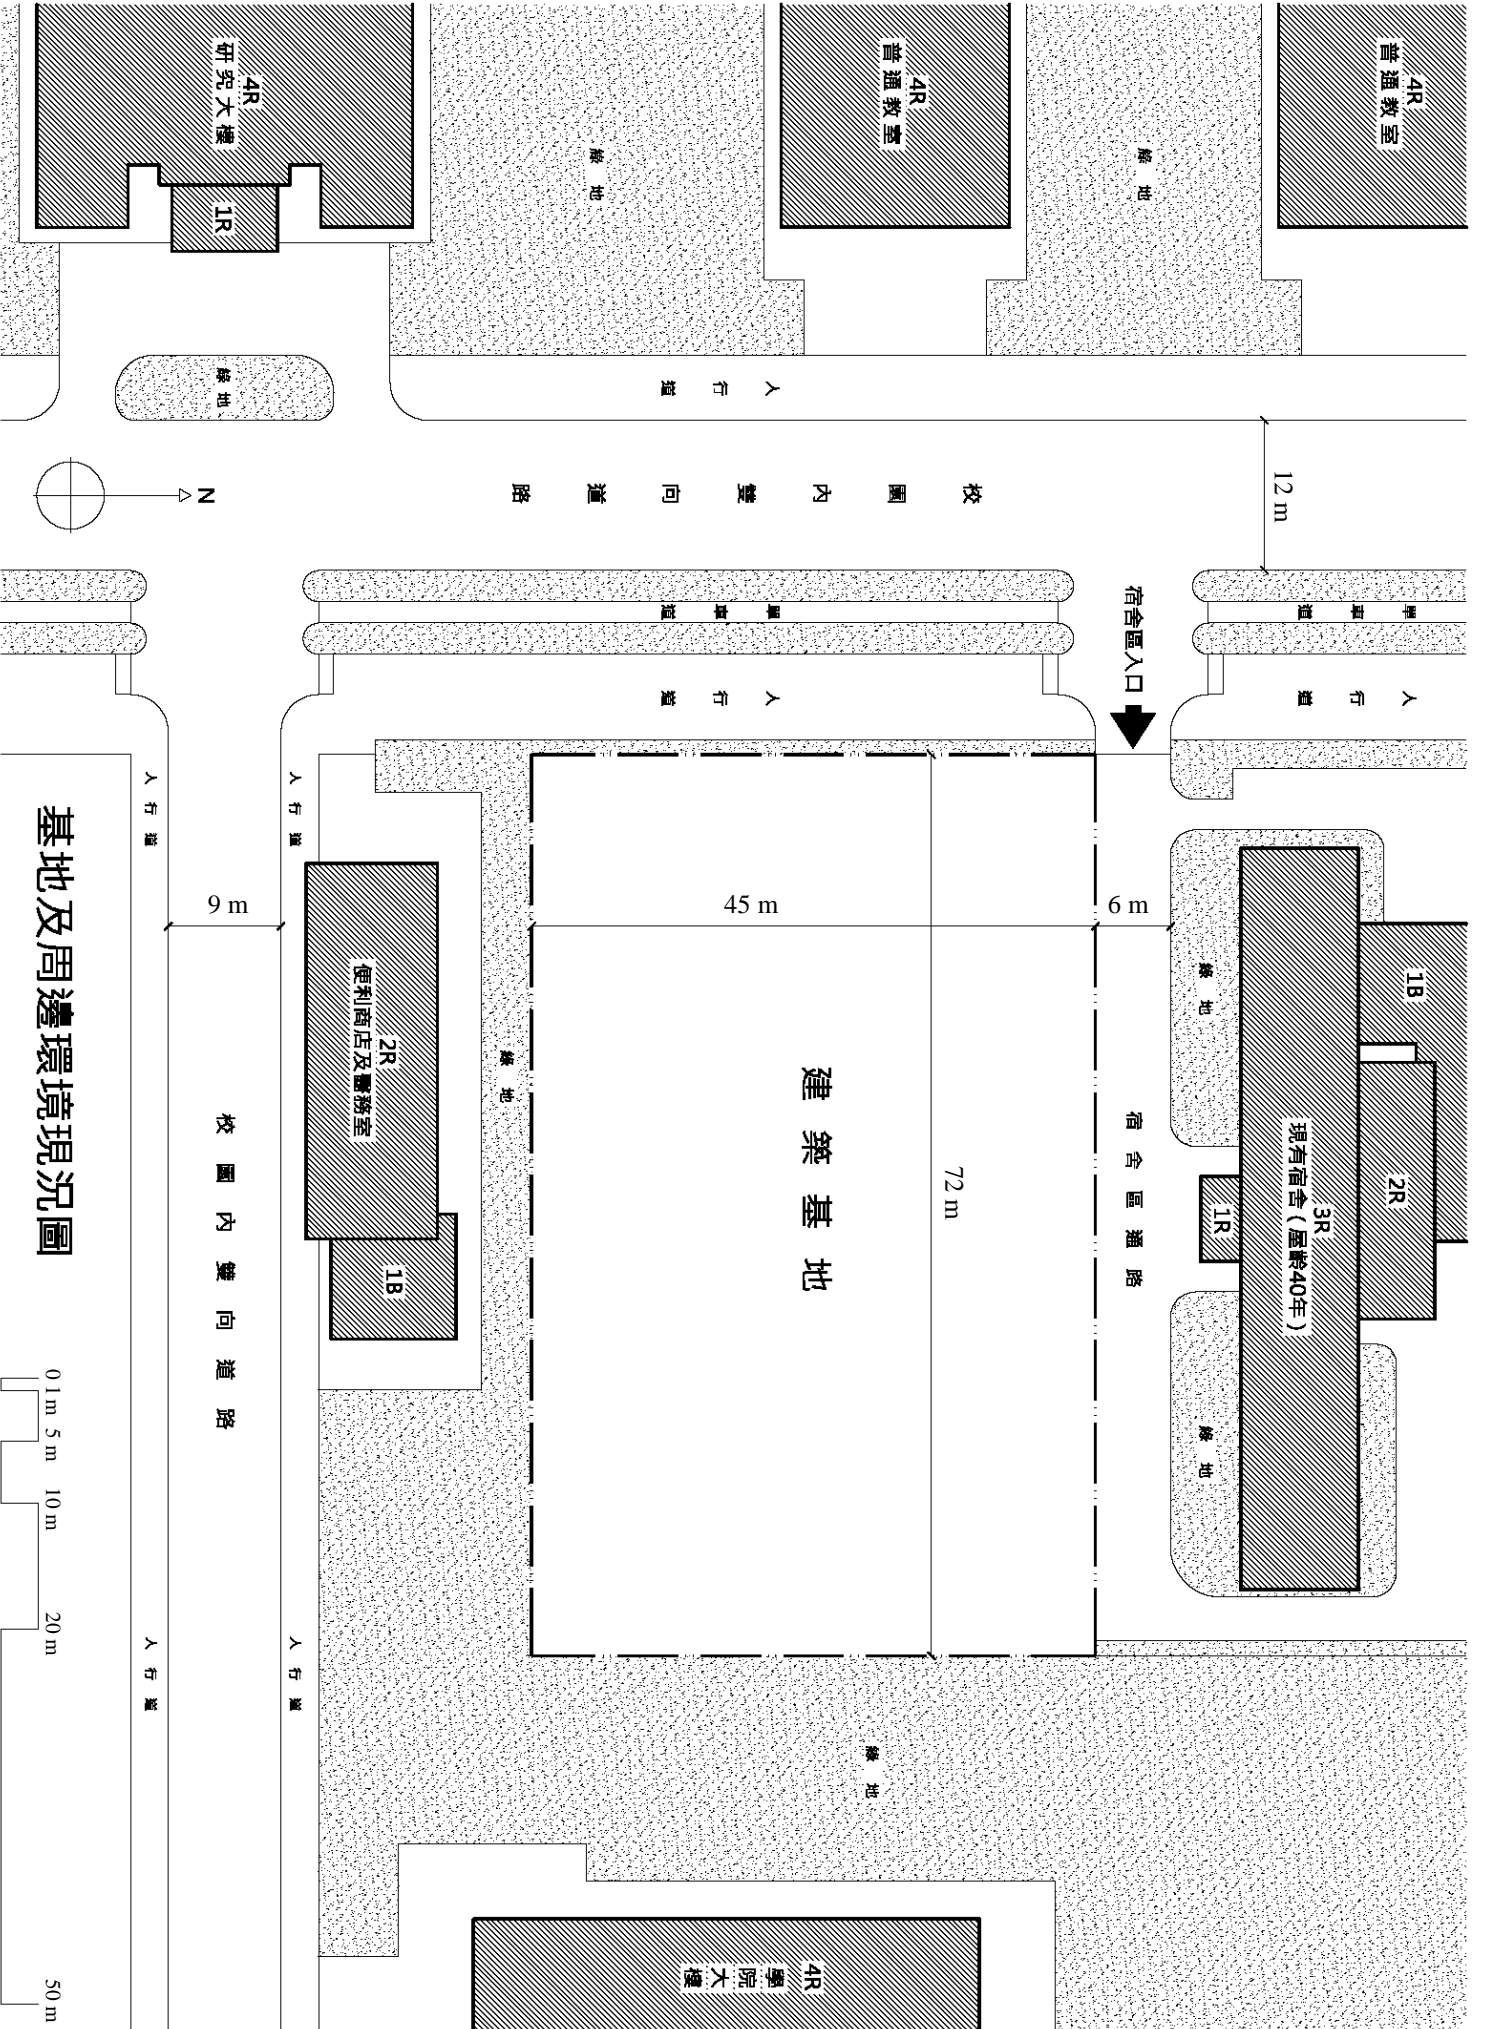 基地及周邊環境現況圖
0 1 m 5 m 10 m 20 m 50 m
N
4R
普通教室
4R
普通教室
4R
研究大樓
1R
綠地
綠地
綠地
人行道
校園內雙向道路
12 m
單車道
單車道
人行道
人行道
宿舍區入口
1B
2R
3R
現有宿舍（屋齡40年）
1R
綠地
綠地
宿舍區通路
6 m
45 m
72 m
建築基地
綠地
2R
便利商店及醫務室
1B
9 m
人行道
人行道
校園內雙向道路
人行道
人行道
綠地
4R
學院大樓